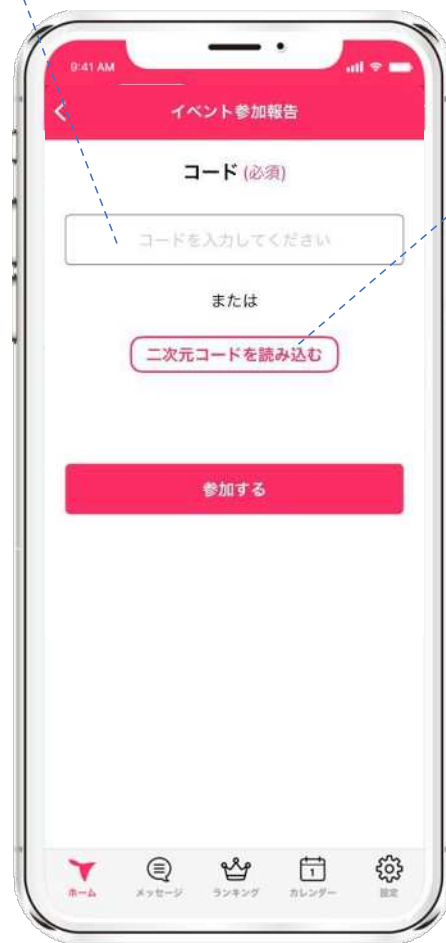 9:41 AM
イベント参加報告
コード (必須)
コードを入力してください
または
二次元コードを読み込む
参加する
1
ホーム メッセージ ランキング カレンダー 設定